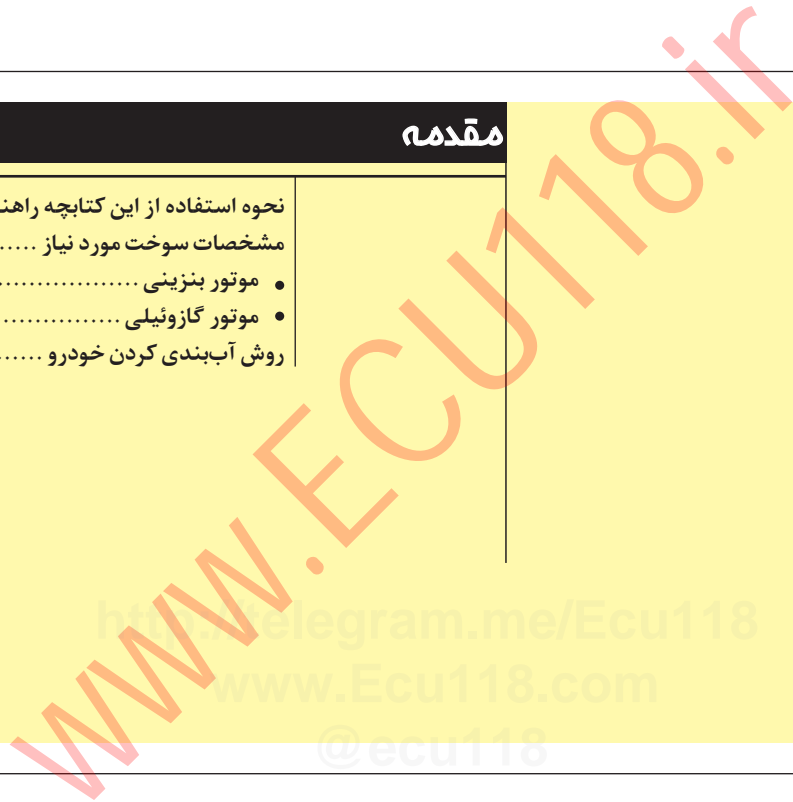 مقدمه
نحوه استفاده از این کتابچه
مشخصات سوخت مورد نیاز ......
• موتور بنزینی ..................
• موتور گازوئیلی ...............
روش آب‌بندی کردن خودرو ......
www.ECU118.ir
http://telegram.me/Ecu118
www.Ecu118.com
@ecu118